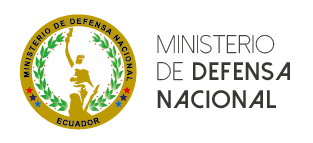 MINISTERIO DE DEFENSA NACIONAL
ECUADOR
MINISTERIO
DE DEFENSA
NACIONAL